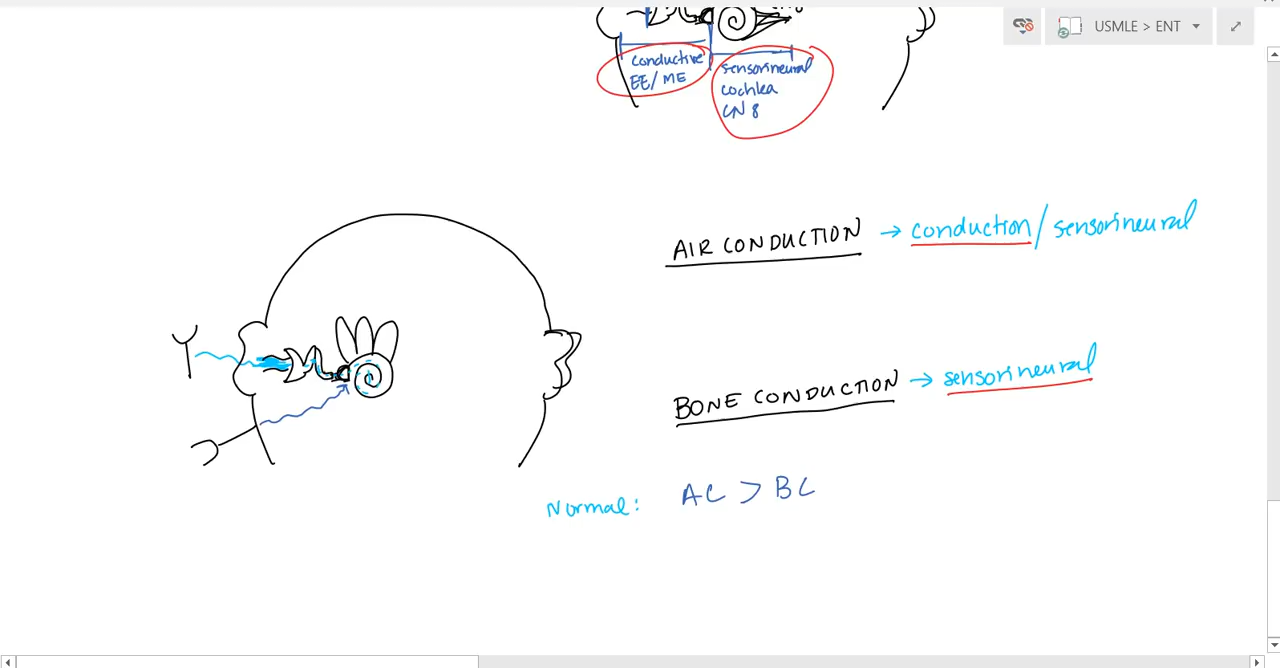 USMLE > ENT
conductive
EE/ ME
sensorineural
cochlea
CN 8
AIR CONDUCTION → conduction/ sensorineural
BONE CONDUCTION → sensorineural
Normal: AC > BC